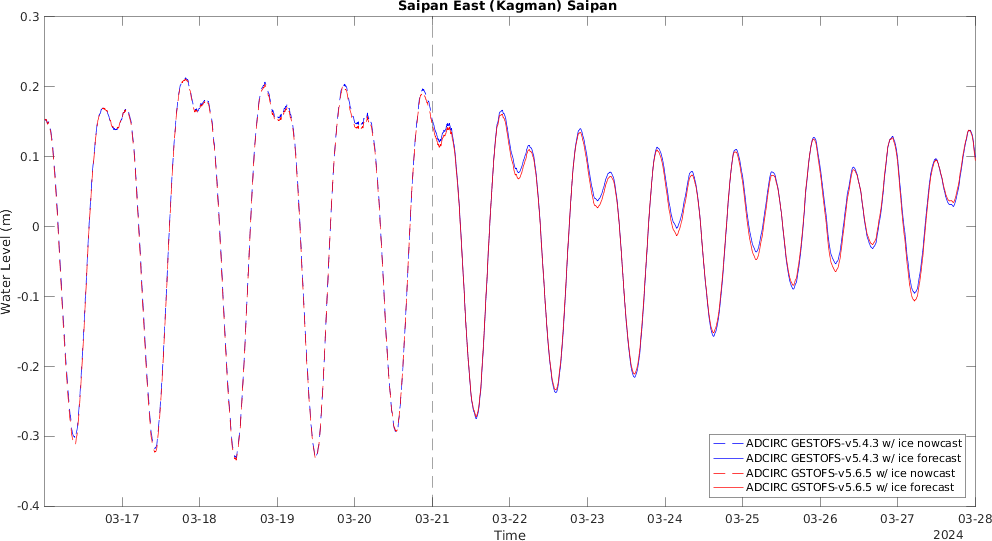 Saipan East (Kagman) Saipan
0.3
0.2
0.1
0
-0.1
-0.2
-0.3
-0.4
Water Level (m)
ADCIRC GESTOFS-v5.4.3 w/ ice nowcast
ADCIRC GESTOFS-v5.4.3 w/ ice forecast
ADCIRC GSTOFS-v5.6.5 w/ ice nowcast
ADCIRC GSTOFS-v5.6.5 w/ ice forecast
03-17 03-18 03-19 03-20 03-21 03-22 03-23 03-24 03-25 03-26 03-27 03-28
Time
2024